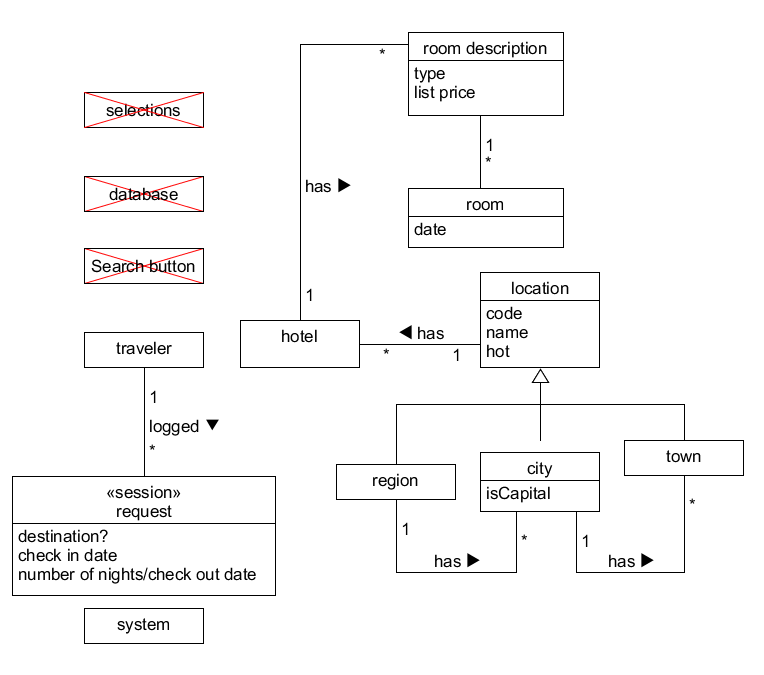 room description
*
type
list price
selections
1
*
database
has ▶
room
date
Search button
location
1
code
name
hot
hotel
◀ has
*
1
traveler
1
logged ▼
*
town
city
region
isCapital
«session»
request
*
1
*
1
destination?
check in date
number of nights/check out date
has ▶
has ▶
system